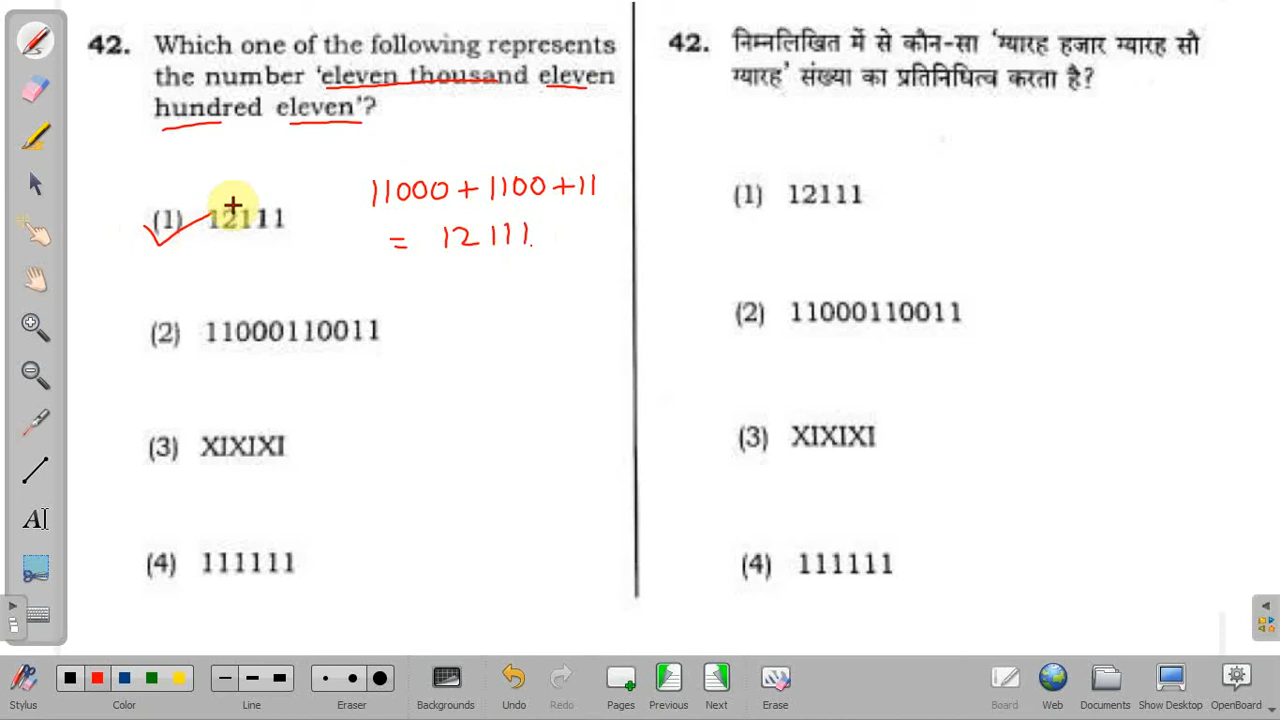 42. Which one of the following represents
the number ‘eleven thousand eleven
hundred eleven’?
11000 + 1100 + 11
= 12111.
(1) 12111
(2) 11000110011
(3) XIXIXI
(4) 111111
42. निम्नलिखित में से कौन-सा ‘ग्यारह हजार ग्यारह सौ
ग्यारह’ संख्या का प्रतिनिधित्व करता है?
(1) 12111
(2) 11000110011
(3) XIXIXI
(4) 111111
A
Stylus Color Line Eraser Backgrounds Undo Redo Pages Previous Next Erase Board Web Documents Show Desktop OpenBoard